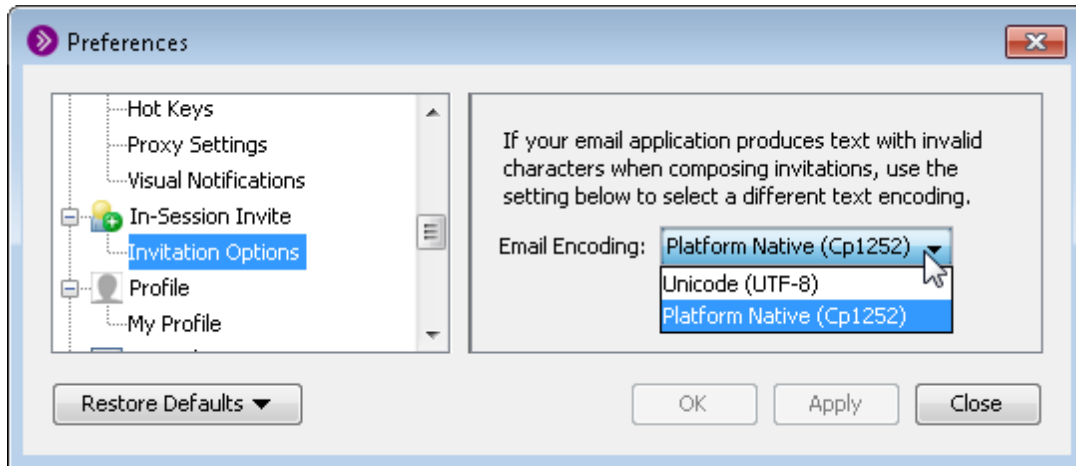 Preferences
Hot Keys
Proxy Settings
Visual Notifications
In-Session Invite
Invitation Options
Profile
My Profile
If your email application produces text with invalid
characters when composing invitations, use the
setting below to select a different text encoding.
Email Encoding: Platform Native (Cp1252)
Unicode (UTF-8)
Platform Native (Cp1252)
Restore Defaults
OK
Apply
Close